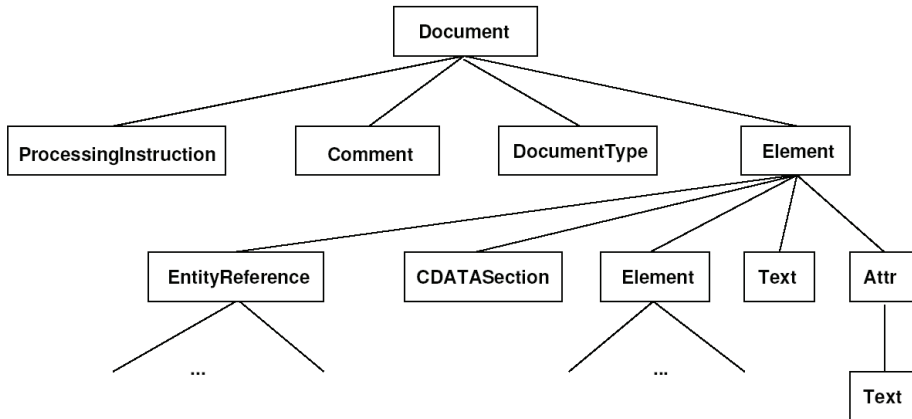 Document
ProcessingInstruction
Comment
DocumentType
Element
EntityReference
CDATASection
Element
Text
Attr
...
...
Text